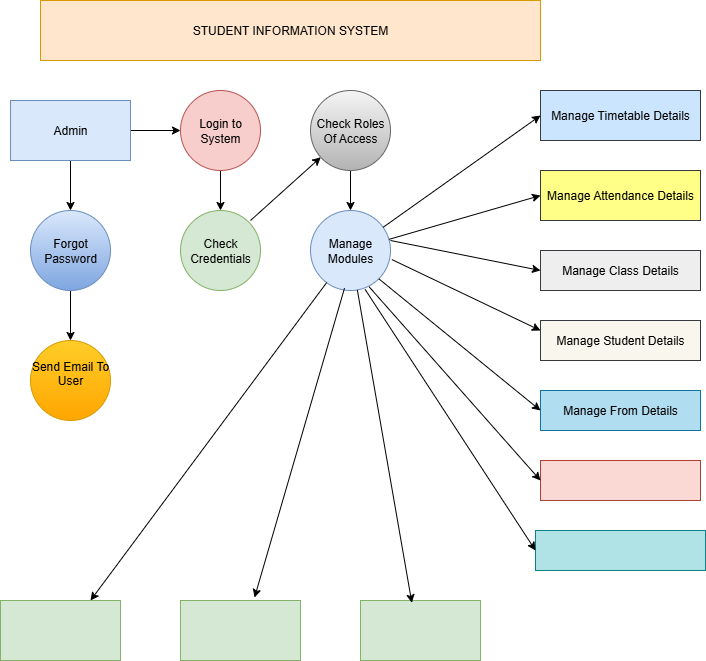 STUDENT INFORMATION SYSTEM
Admin
Login to
System
Check Roles
Of Access
Manage Timetable Details
Manage Attendance Details
Forgot
Password
Check
Credentials
Manage
Modules
Manage Class Details
Manage Student Details
Send Email To
User
Manage From Details